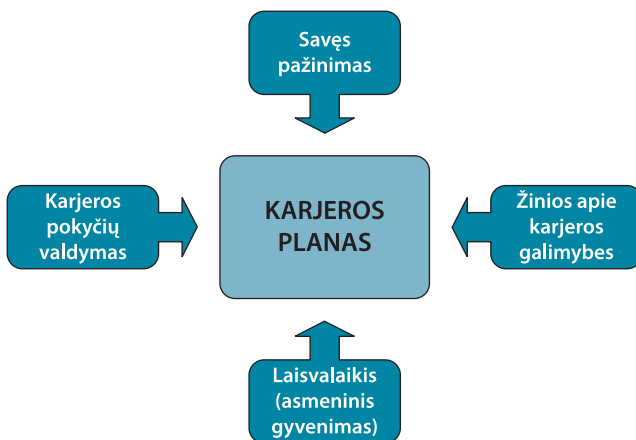 Savęs
pažinimas
Karjeros
pokyčių
valdymas
KARJEROS
PLANAS
Žinios apie
karjeros
galimybes
Laisvalaikis
(asmeninis
gyvenimas)